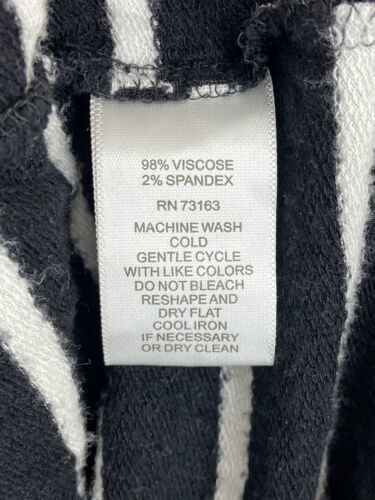 98% VISCOSE
2% SPANDEX
RN 73163
MACHINE WASH
COLD
GENTLE CYCLE
WITH LIKE COLORS
DO NOT BLEACH
RESHAPE AND
DRY FLAT
COOL IRON
IF NECESSARY
OR DRY CLEAN